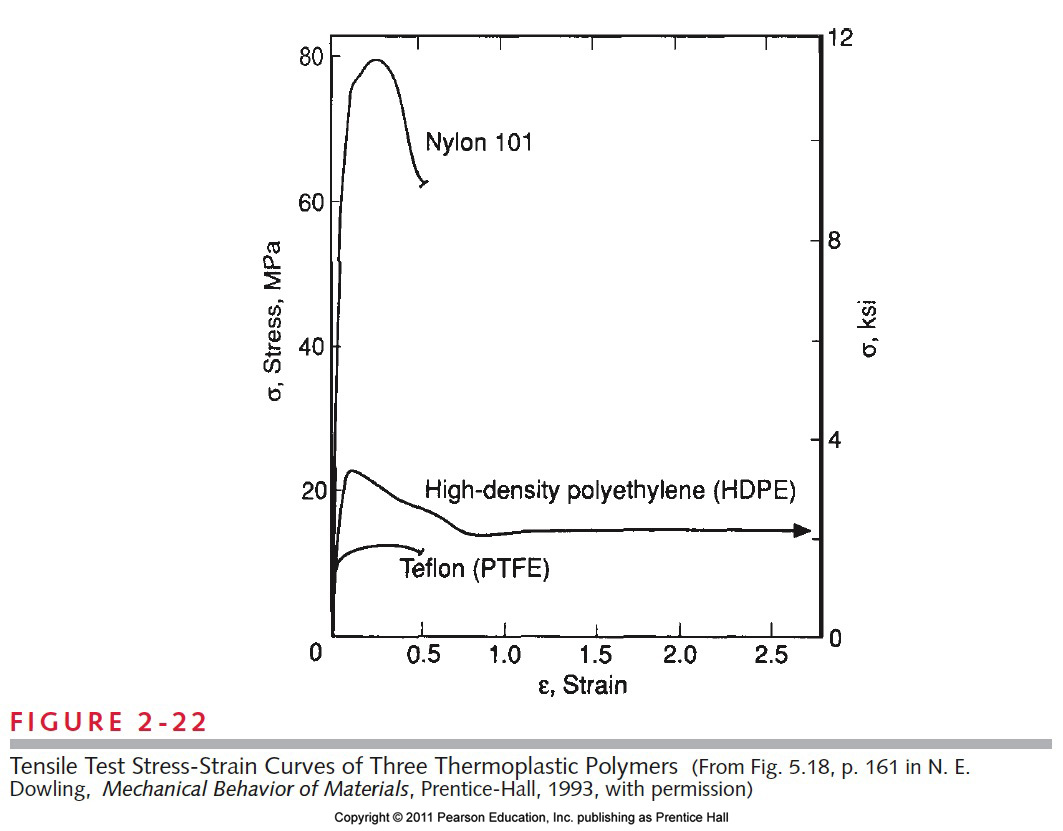 12
80
Nylon 101
60
8
σ, Stress, MPa
σ, ksi
40
4
20
High-density polyethylene (HDPE)
Teflon (PTFE)
0
0 0.5 1.0 1.5 2.0 2.5
ε, Strain
FIGURE 2-22
Tensile Test Stress-Strain Curves of Three Thermoplastic Polymers (From Fig. 5.18, p. 161 in N. E.
Dowling, Mechanical Behavior of Materials, Prentice-Hall, 1993, with permission)
Copyright © 2011 Pearson Education, Inc. publishing as Prentice Hall